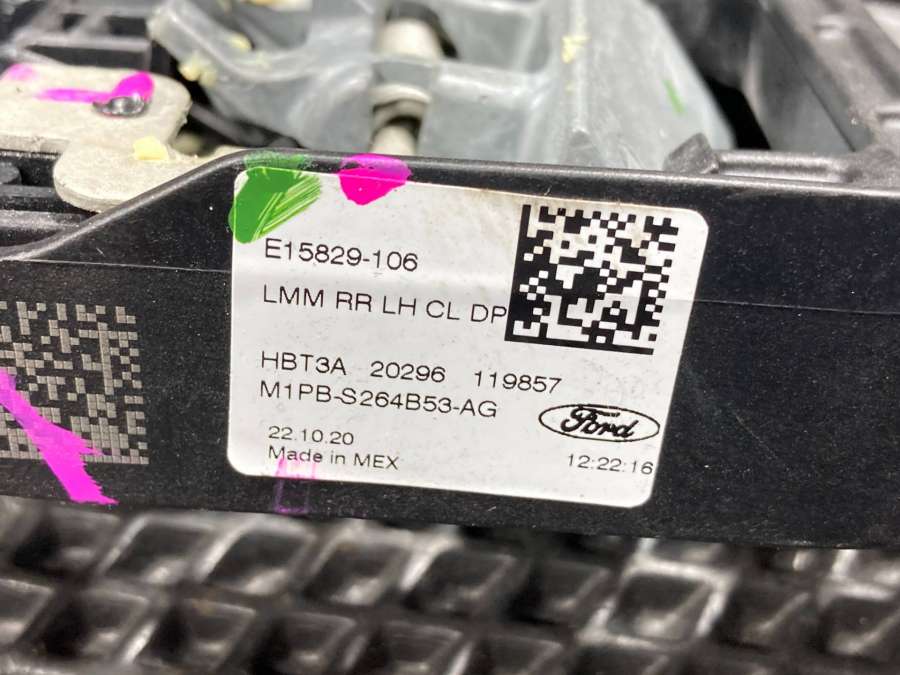 E15829-106
LMM RR LH CL DP
HBT3A 20296 119857
M1PB-S264B53-AG
Ford
22.10.20
Made in MEX
12:22:16